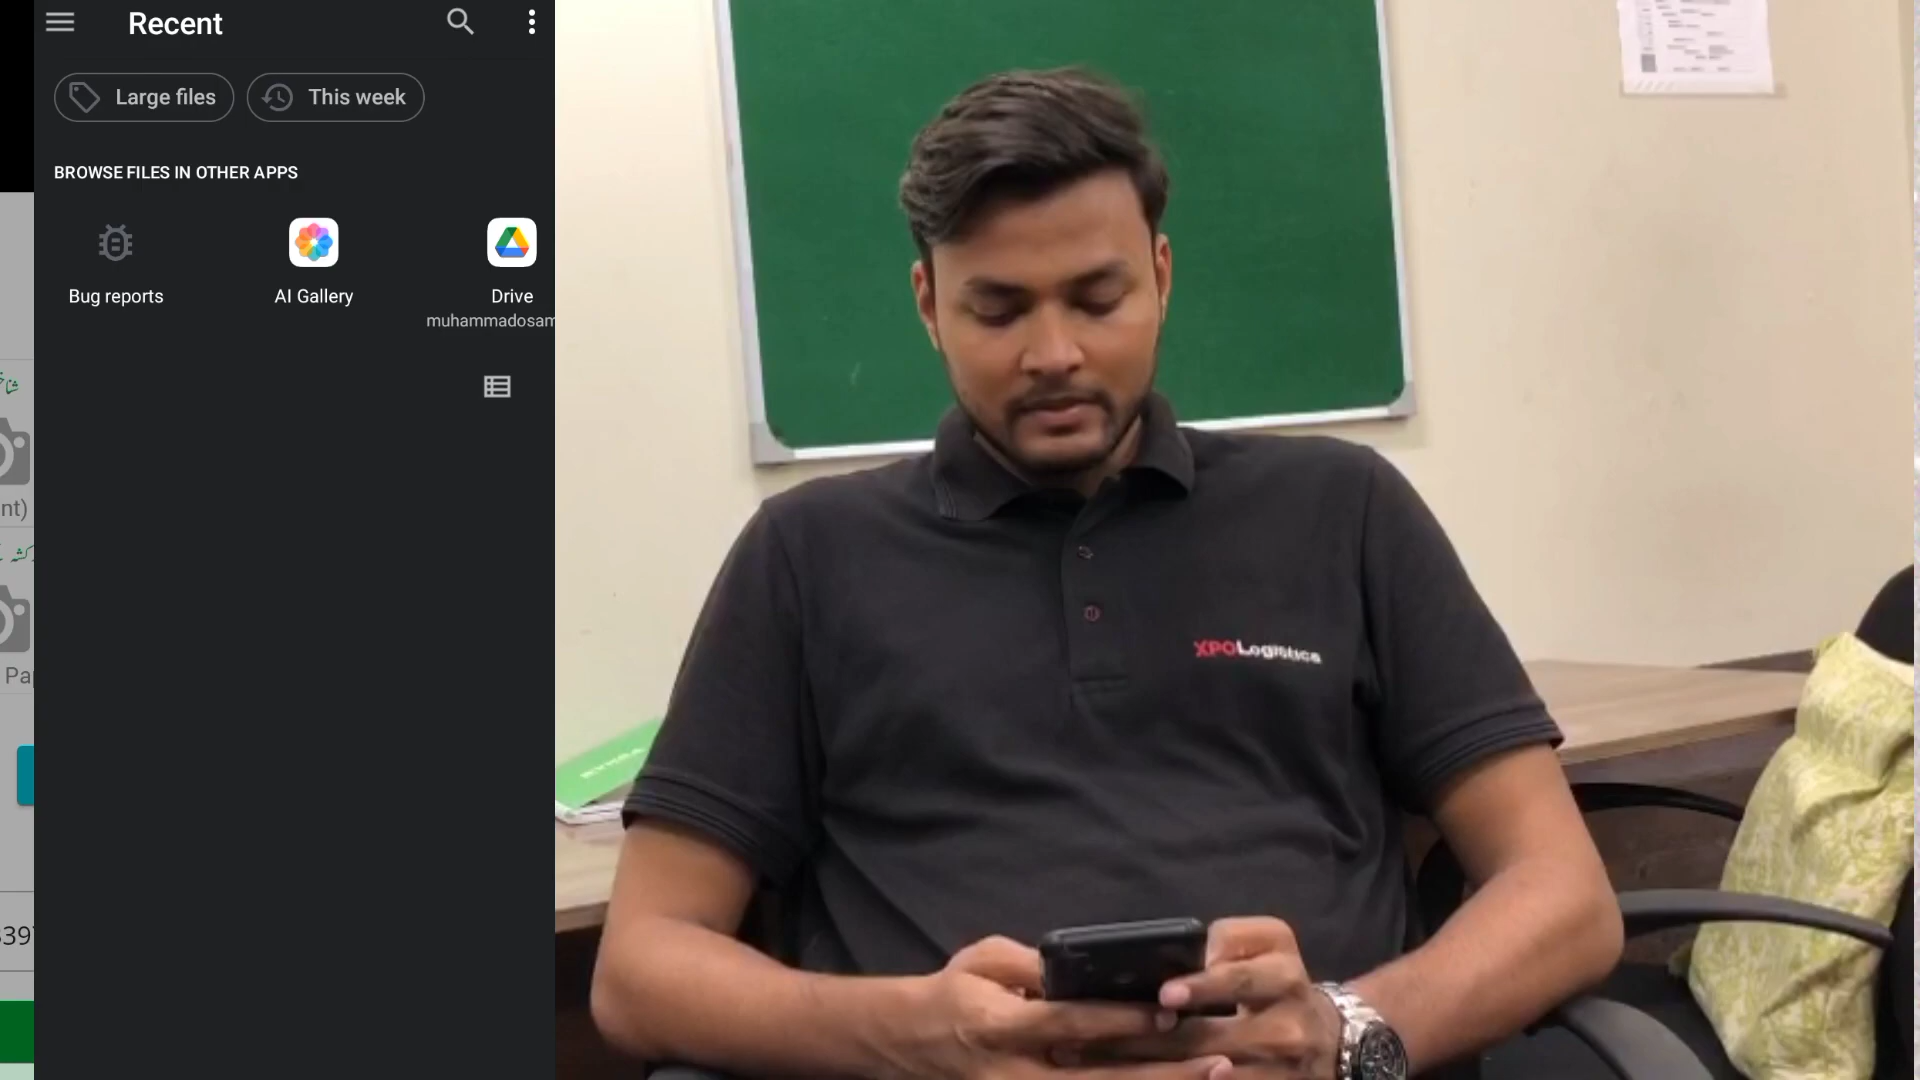 Recent
Large files
This week
BROWSE FILES IN OTHER APPS
Bug reports
AI Gallery
Drive
muhammadosam
nt)
Pa
397
XPOLogistics